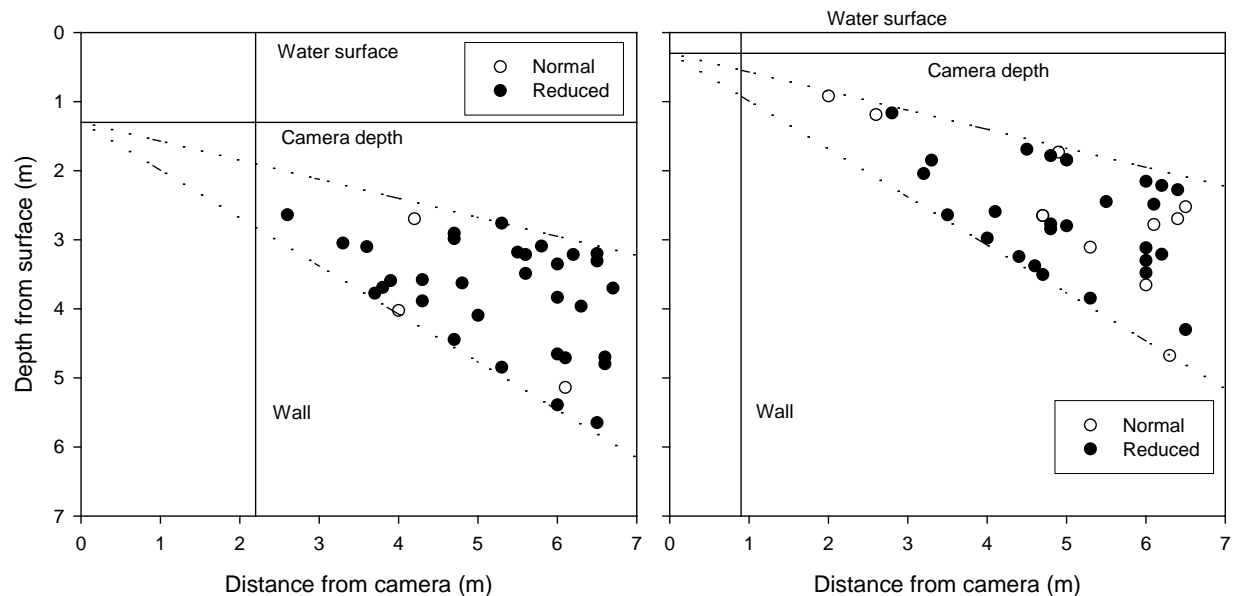 Water surface
0
1
2
3
4
5
6
7
Depth from surface (m)
Water surface
Normal
Reduced
Camera depth
Wall
0 1 2 3 4 5 6 7
Distance from camera (m)
Camera depth
Wall
Normal
Reduced
0 1 2 3 4 5 6 7
Distance from camera (m)